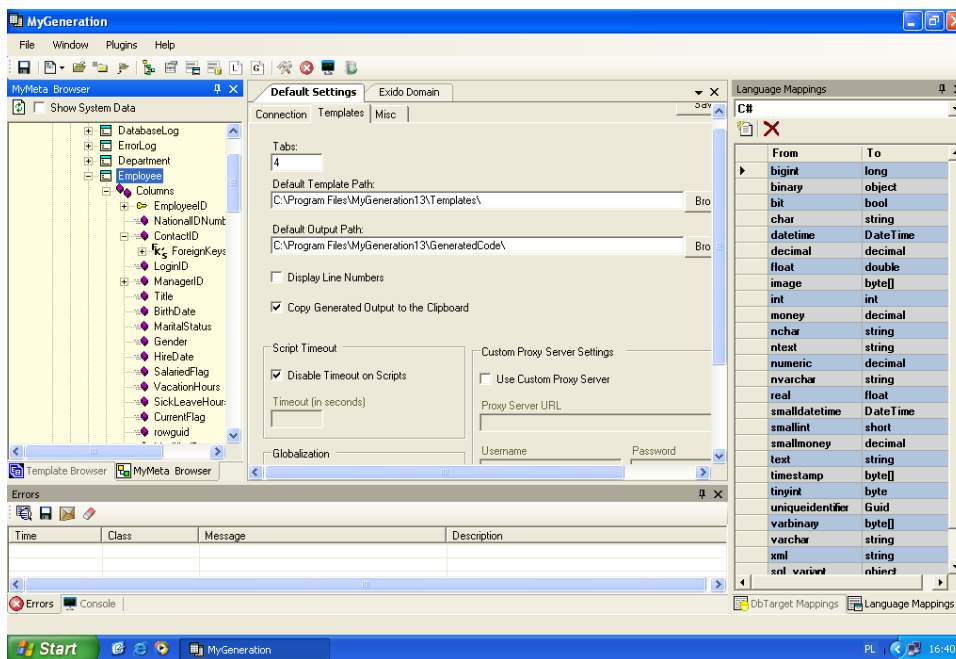 MyGeneration
File Window Plugins Help
MyMeta Browser
Show System Data
DatabaseLog
ErrorLog
Department
Employee
Columns
EmployeeID
NationalIDNumb
ContactID
ForeignKeys
LoginID
ManagerID
Title
BirthDate
MaritalStatus
Gender
HireDate
SalariedFlag
VacationHours
SickLeaveHour
CurrentFlag
rowguid
Template Browser MyMeta Browser
Default Settings Exido Domain
Connection Templates Misc
Sav
Tabs:
4
Default Template Path:
C:\Program Files\MyGeneration13\Templates\ Bro
Default Output Path:
C:\Program Files\MyGeneration13\GeneratedCode\ Bro
Display Line Numbers
Copy Generated Output to the Clipboard
Script Timeout
Disable Timeout on Scripts
Timeout (in seconds)
Globalization
Custom Proxy Server Settings
Use Custom Proxy Server
Proxy Server URL
Username Password
Language Mappings
C#
From To
bigint long
binary object
bit bool
char string
datetime DateTime
decimal decimal
float double
image byte[]
int int
money decimal
nchar string
ntext string
numeric decimal
nvarchar string
real float
smalldatetime DateTime
smallint short
smallmoney decimal
text string
timestamp byte[]
tinyint byte
uniqueidentifier Guid
varbinary byte[]
varchar string
xml string
sql_variant object
DbTarget Mappings Language Mappings
Errors
Time Class Message Description
Errors Console
Start MyGeneration PL 16:40